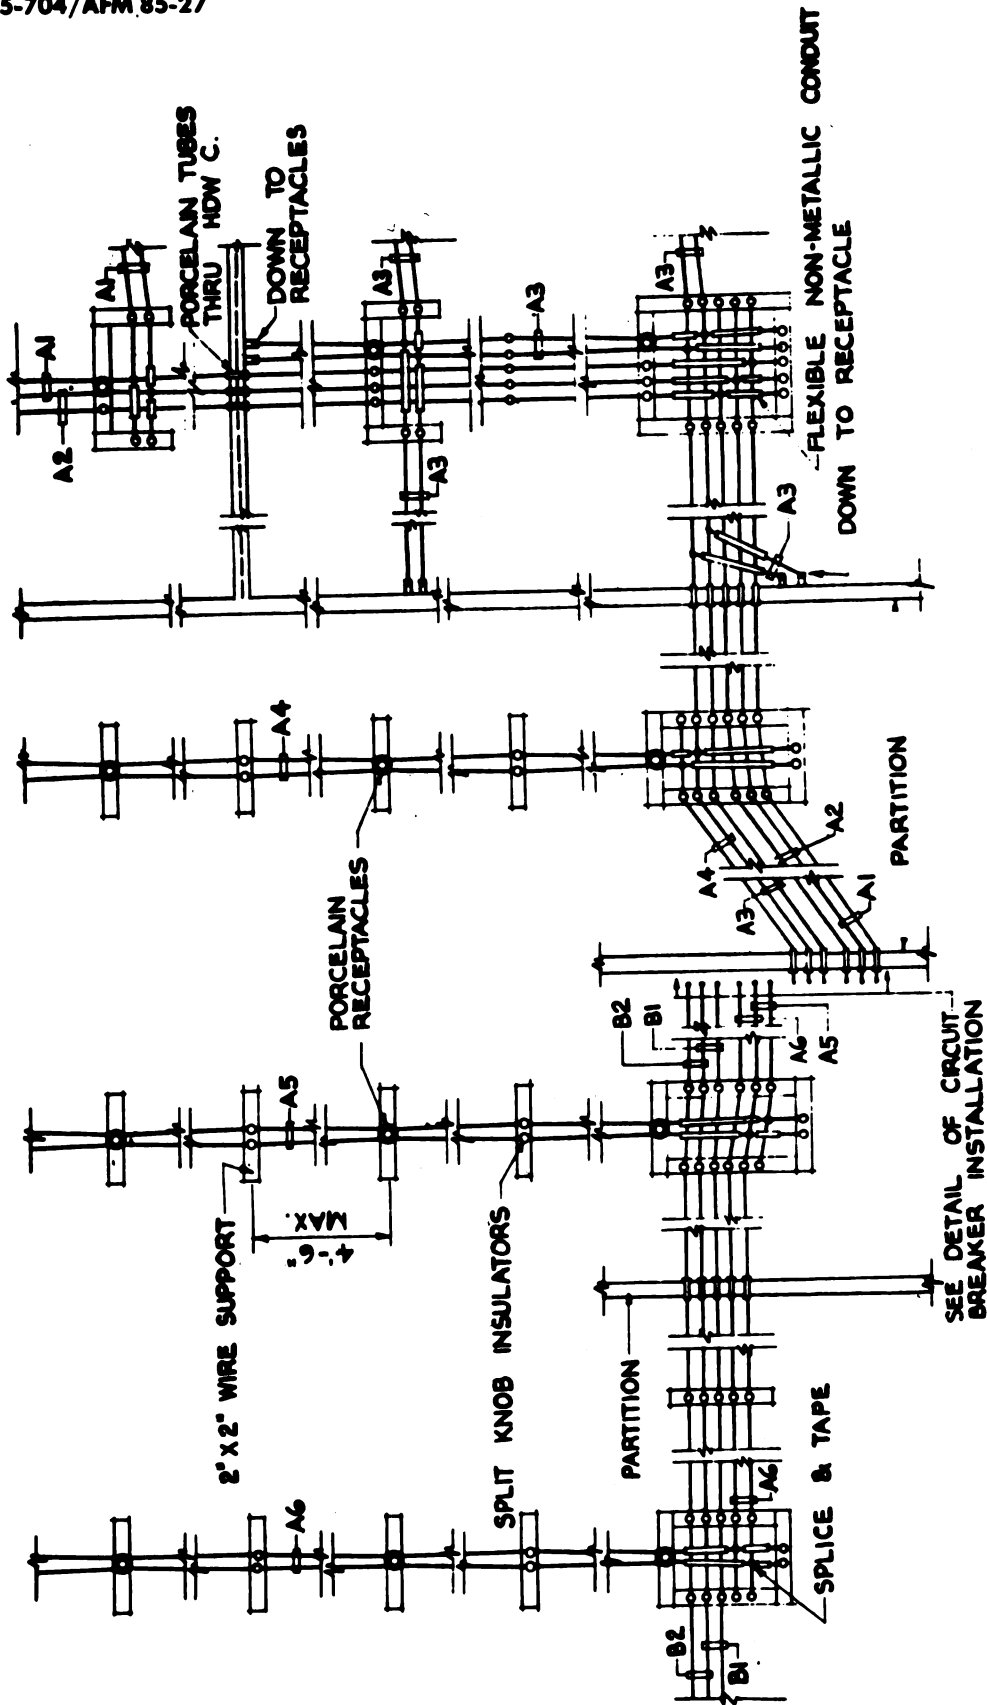 5-704/AFM 85-27
A1
A2
A1
PORCELAIN TUBES
THRU HDW C.
DOWN TO
RECEPTACLES
A3
A3
A3
A3
A3
FLEXIBLE NON-METALLIC CONDUIT
DOWN TO RECEPTACLE
A4
PORCELAIN
RECEPTACLES
A4
A3
A2
A1
PARTITION
A5
2"X2" WIRE SUPPORT
4'-6"
MAX.
SPLIT KNOB INSULATORS
B2
B1
A6
A5
SEE DETAIL OF CIRCUIT
BREAKER INSTALLATION
PARTITION
A6
A6
SPLICE & TAPE
B2
B1